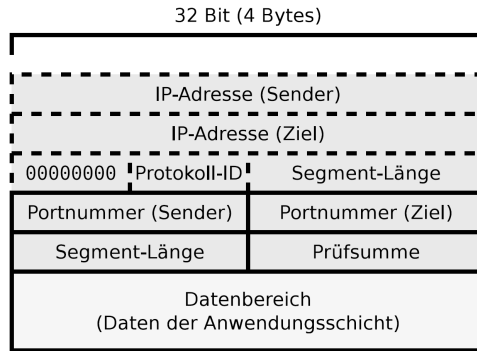 32 Bit (4 Bytes)
IP-Adresse (Sender)
IP-Adresse (Ziel)
00000000 Protokoll-ID Segment-Länge
Portnummer (Sender) Portnummer (Ziel)
Segment-Länge Prüfsumme
Datenbereich
(Daten der Anwendungsschicht)